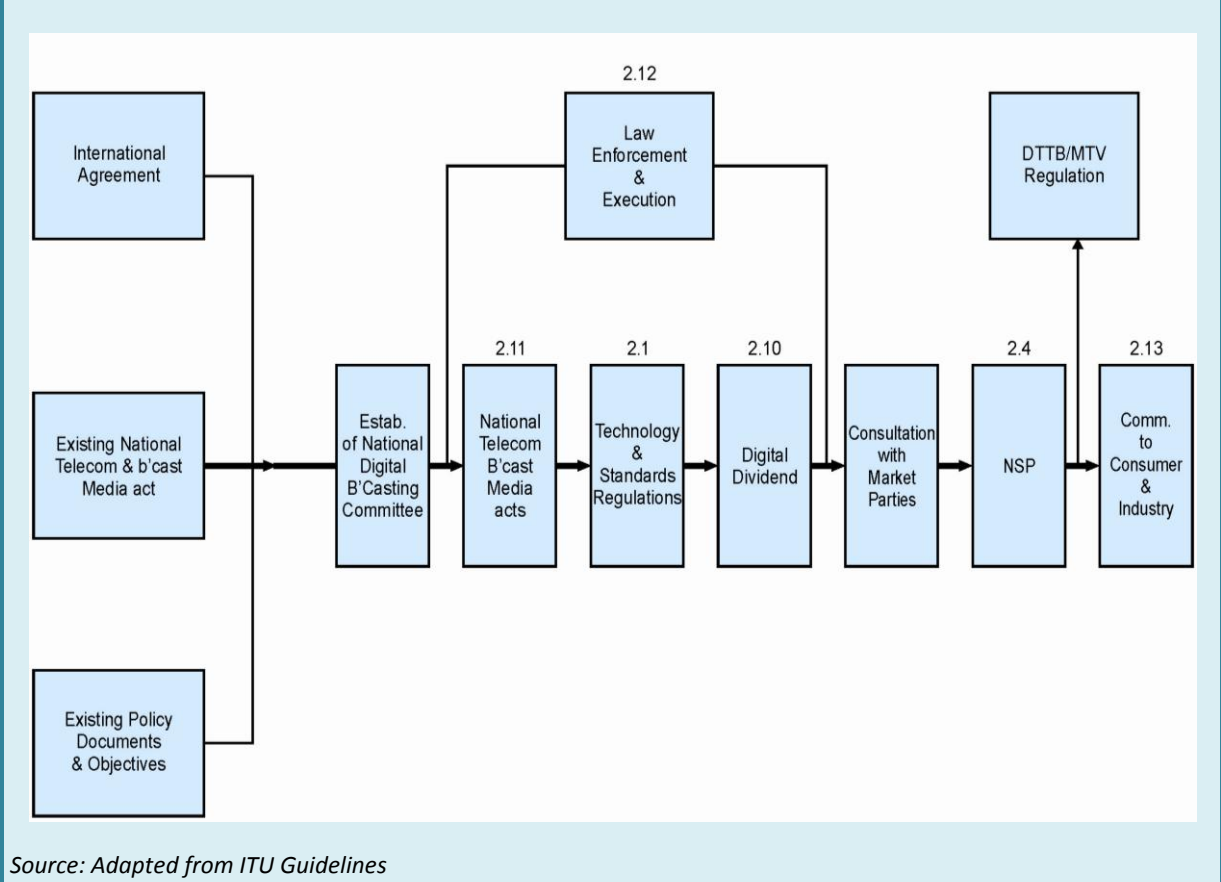 2.12
International
Agreement
Law
Enforcement
&
Execution
DTTB/MTV
Regulation
Existing National
Telecom & b'cast
Media act
Estab.
of National
Digital
B'Casting
Committee
2.11
National
Telecom
B'cast
Media
acts
2.1
Technology
&
Standards
Regulations
2.10
Digital
Dividend
Consultation
with
Market
Parties
2.4
NSP
2.13
Comm.
to
Consumer
&
Industry
Existing Policy
Documents
& Objectives
Source: Adapted from ITU Guidelines